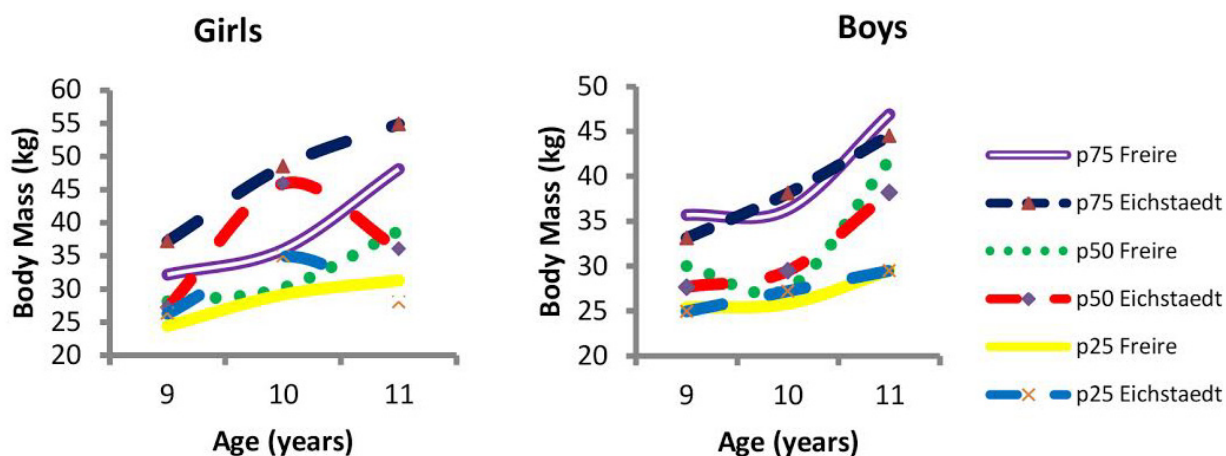 Girls
Body Mass (kg)
60
55
50
45
40
35
30
25
20
9 10 11
Age (years)
Boys
Body Mass (kg)
50
45
40
35
30
25
20
9 10 11
Age (years)
p75 Freire
p75 Eichstaedt
p50 Freire
p50 Eichstaedt
p25 Freire
p25 Eichstaedt